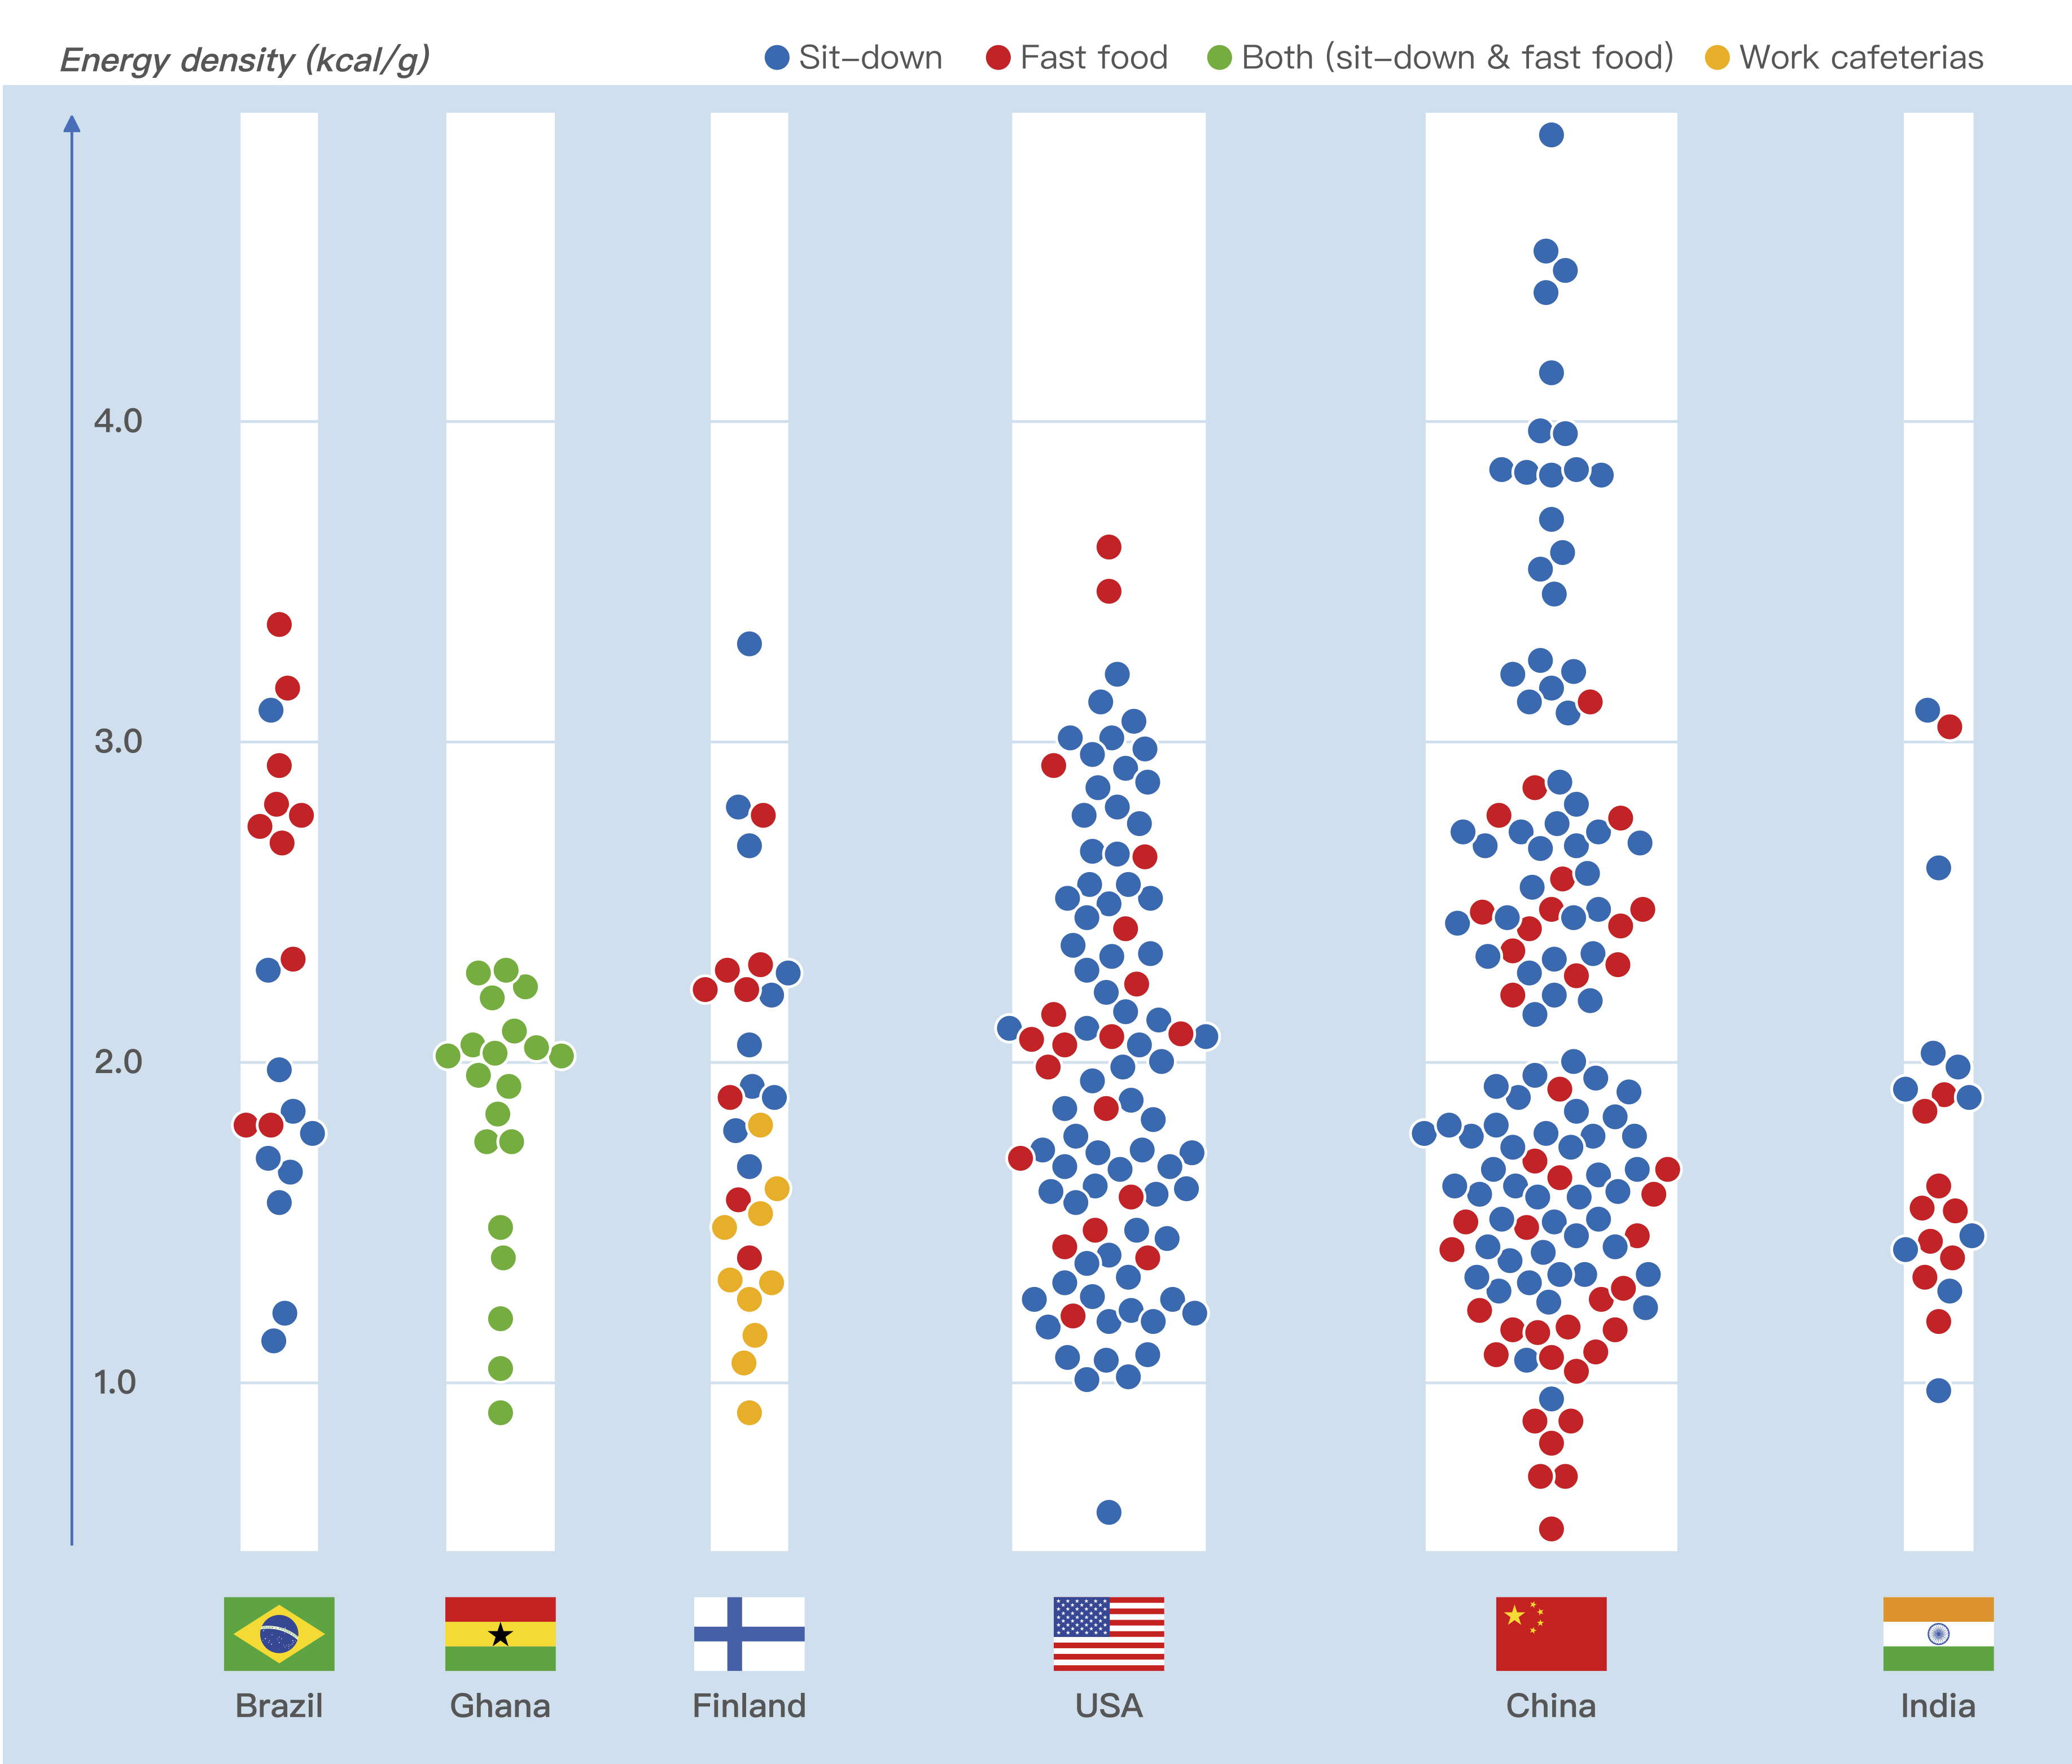 Energy density (kcal/g)
Sit–down
Fast food
Both (sit–down & fast food)
Work cafeterias
4.0
3.0
2.0
1.0
Brazil
Ghana
Finland
USA
China
India